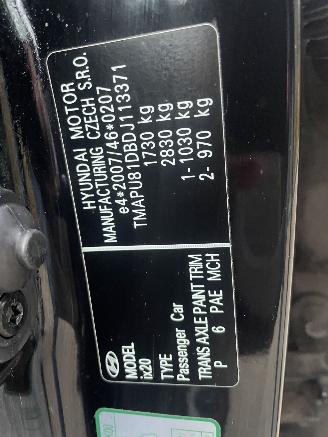 HYUNDAI MOTOR
MANUFACTURING CZECH S.R.O.
e4*2007/46*0207
TMAPU81DBDJ113371
1730 kg
2830 kg
1- 1030 kg
2- 970 kg
MODEL
ix20
TYPE
Passenger Car
TRANS AXLE PAINT TRIM
P 6 PAE MCH